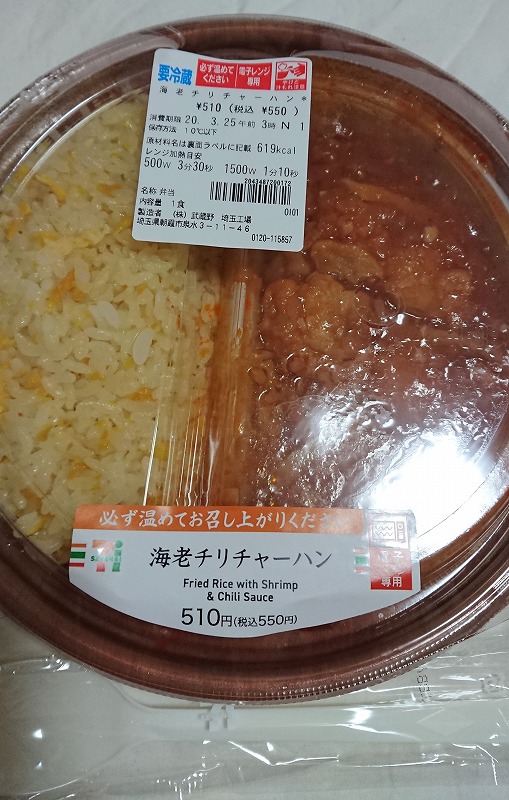 要冷蔵
必ず温めて
ください
電子レンジ
専用
海老チリチャーハン*
¥510(税込 ¥550)
消費期限 20. 3.25午前 3時 N 1
保存方法 10℃以下
原材料名は裏面ラベルに記載 619kcal
レンジ加熱目安
500W 3分30秒 1500W 1分10秒
名称 弁当
内容量 1食
製造者 (株)武蔵野 埼玉工場
埼玉県朝霞市泉水3-11-46
0101
0120-115857
必ず温めてお召し上がりくださ
海老チリチャーハン
Fried Rice with Shrimp
& Chili Sauce
510円(税込550円)
専用